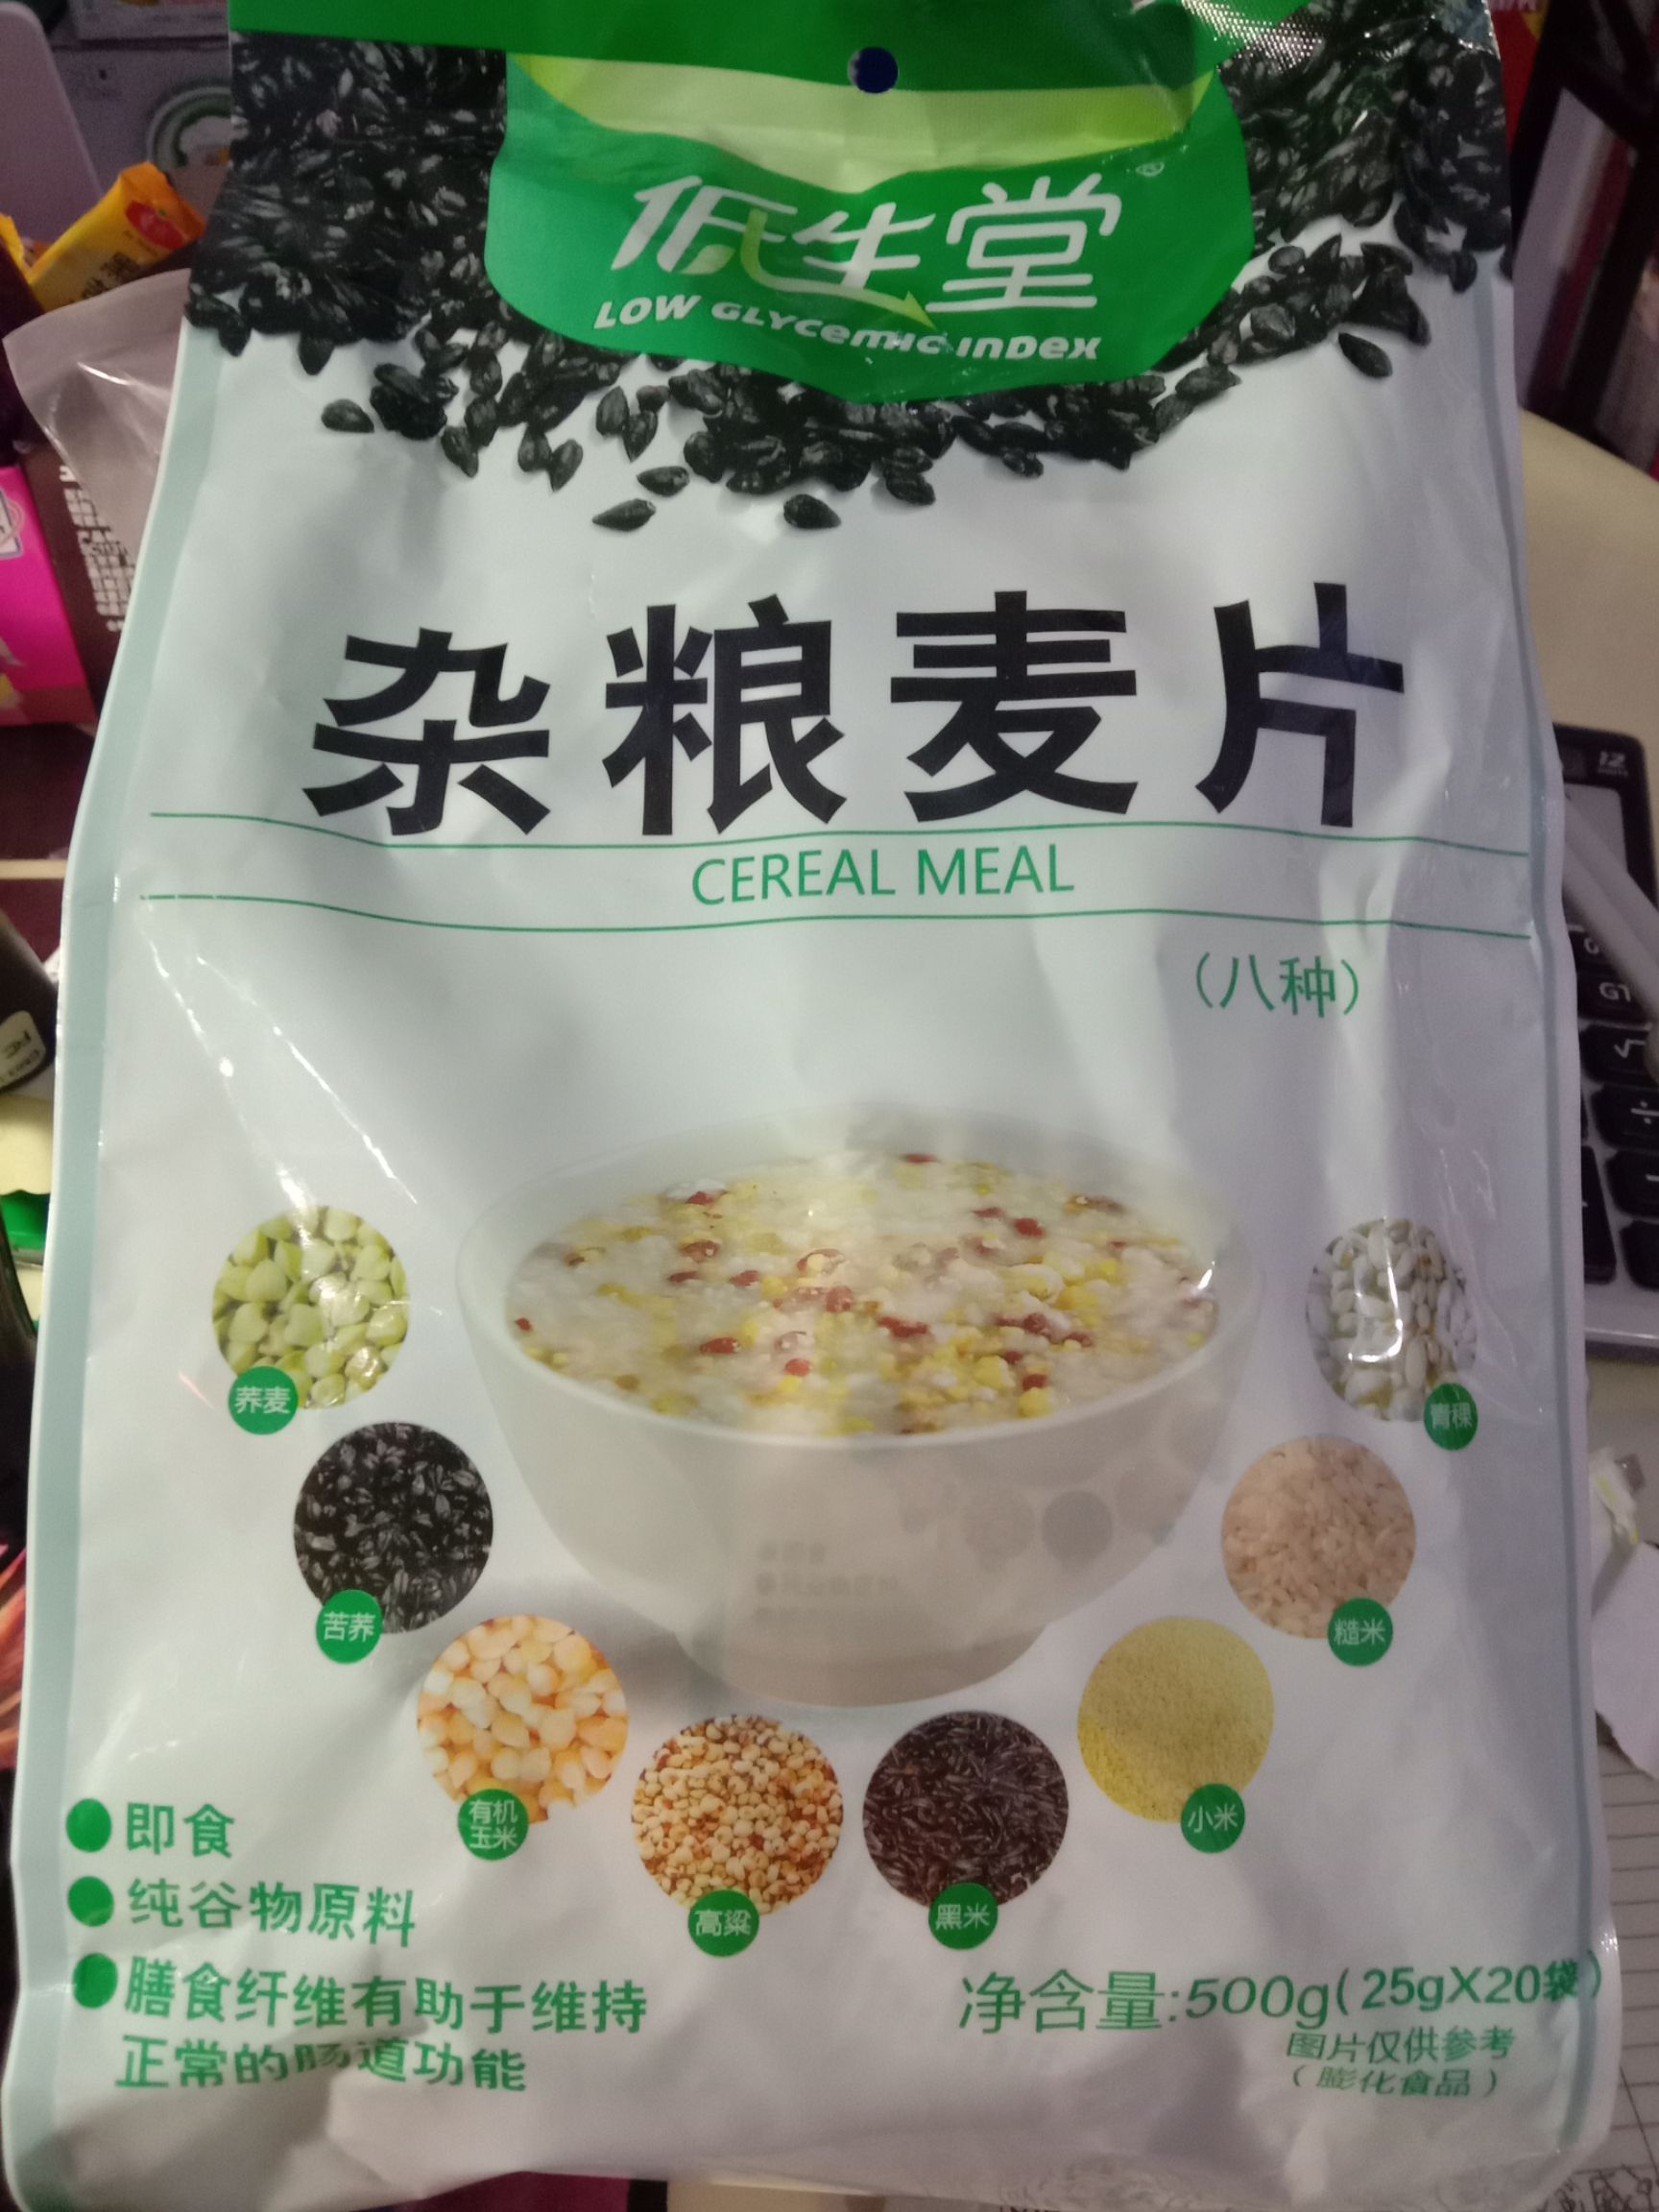 低生堂®
LOW GLYCEMIC INDEX
杂粮麦片
CEREAL MEAL
（八种）
荞麦
青稞
苦荞
糙米
有机
玉米
小米
高粱
黑米
即食
纯谷物原料
膳食纤维有助于维持
正常的肠道功能
净含量:500g(25gX20袋)
图片仅供参考
（膨化食品）
12
GT